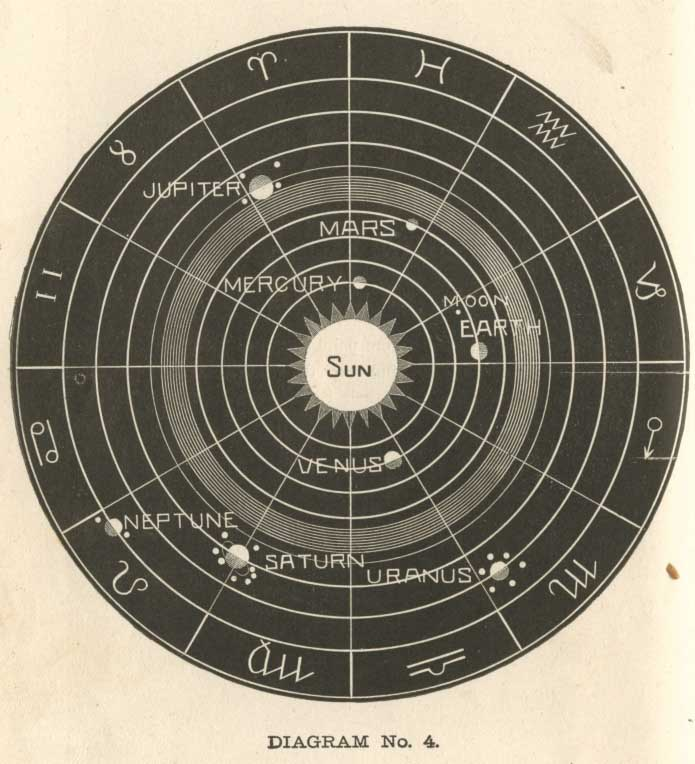 ♈ ♓
♉ ♒
JUPITER
MARS
♊ MERCURY ♑
MOON
EARTH
SUN
♋ ♐
VENUS
NEPTUNE
SATURN
URANUS
♌ ♏
♍ ♎
DIAGRAM No. 4.